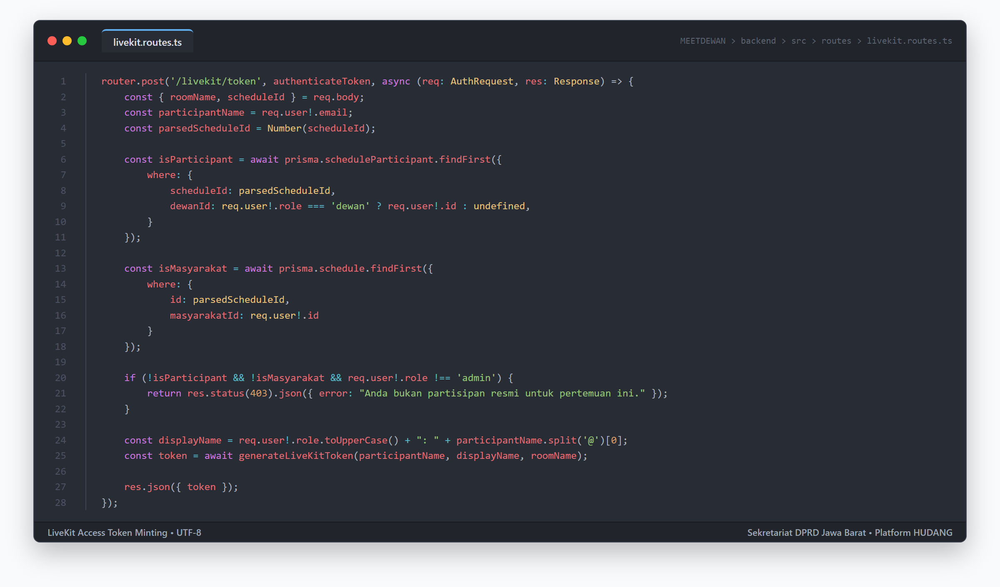 livekit.routes.ts
MEETDEWAN > backend > src > routes > livekit.routes.ts
1 router.post('/livekit/token', authenticateToken, async (req: AuthRequest, res: Response) => {
2     const { roomName, scheduleId } = req.body;
3     const participantName = req.user!.email;
4     const parsedScheduleId = Number(scheduleId);
5
6     const isParticipant = await prisma.scheduleParticipant.findFirst({
7         where: {
8             scheduleId: parsedScheduleId,
9             dewanId: req.user!.role === 'dewan' ? req.user!.id : undefined,
10         }
11     });
12
13     const isMasyarakat = await prisma.schedule.findFirst({
14         where: {
15             id: parsedScheduleId,
16             masyarakatId: req.user!.id
17         }
18     });
19
20     if (!isParticipant && !isMasyarakat && req.user!.role !== 'admin') {
21         return res.status(403).json({ error: "Anda bukan partisipan resmi untuk pertemuan ini." });
22     }
23
24     const displayName = req.user!.role.toUpperCase() + ": " + participantName.split('@')[0];
25     const token = await generateLiveKitToken(participantName, displayName, roomName);
26
27     res.json({ token });
28 });
LiveKit Access Token Minting • UTF-8
Sekretariat DPRD Jawa Barat • Platform HUDANG